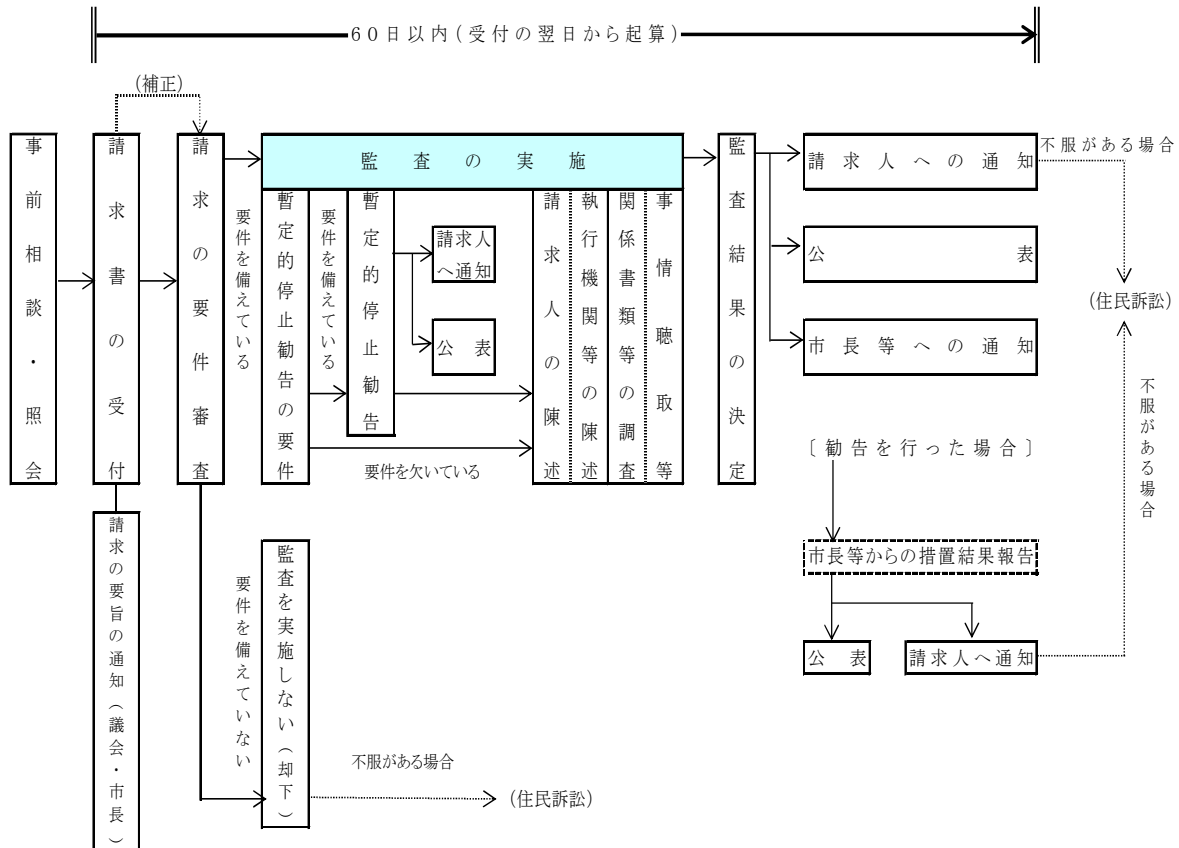 60日以内(受付の翌日から起算)
(補正)
事前相談・照会
請求書の受付
請求の要件審査
要件を備えている
監査の実施
暫定的停止勧告の要件
要件を備えている
暫定的停止勧告
請求人
へ通知
公表
要件を欠いている
請求人の陳述
執行機関等の陳述
関係書類等の調査
事情聴取等
監査結果の決定
請求人への通知
公表
市長等への通知
不服がある場合
(住民訴訟)
不服がある場合
〔勧告を行った場合〕
市長等からの措置結果報告
公表
請求人へ通知
請求の要旨の通知(議会・市長)
要件を備えていない
監査を実施しない(却下)
不服がある場合
(住民訴訟)